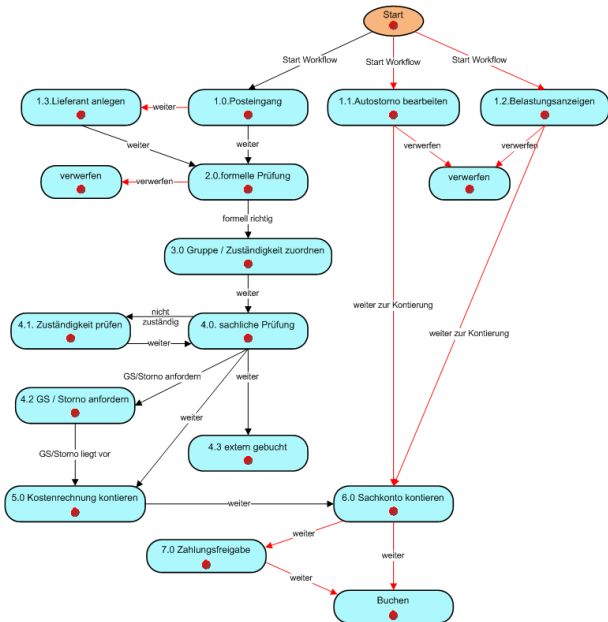 Start
Start Workflow
Start Workflow
Start Workflow
1.3.Lieferant anlegen
weiter
1.0.Posteingang
1.1.Autostorno bearbeiten
1.2.Belastungsanzeigen
weiter
weiter
verwerfen
verwerfen
verwerfen
verwerfen
2.0.formelle Prüfung
verwerfen
formell richtig
3.0 Gruppe / Zuständigkeit zuordnen
weiter
weiter zur Kontierung
nicht
zuständig
4.1. Zuständigkeit prüfen
weiter
4.0. sachliche Prüfung
weiter zur Kontierung
GS/Storno anfordern
weiter
4.2 GS / Storno anfordern
weiter
GS/Storno liegt vor
4.3 extern gebucht
5.0 Kostenrechnung kontieren
weiter
6.0 Sachkonto kontieren
weiter
7.0 Zahlungsfreigabe
weiter
weiter
Buchen